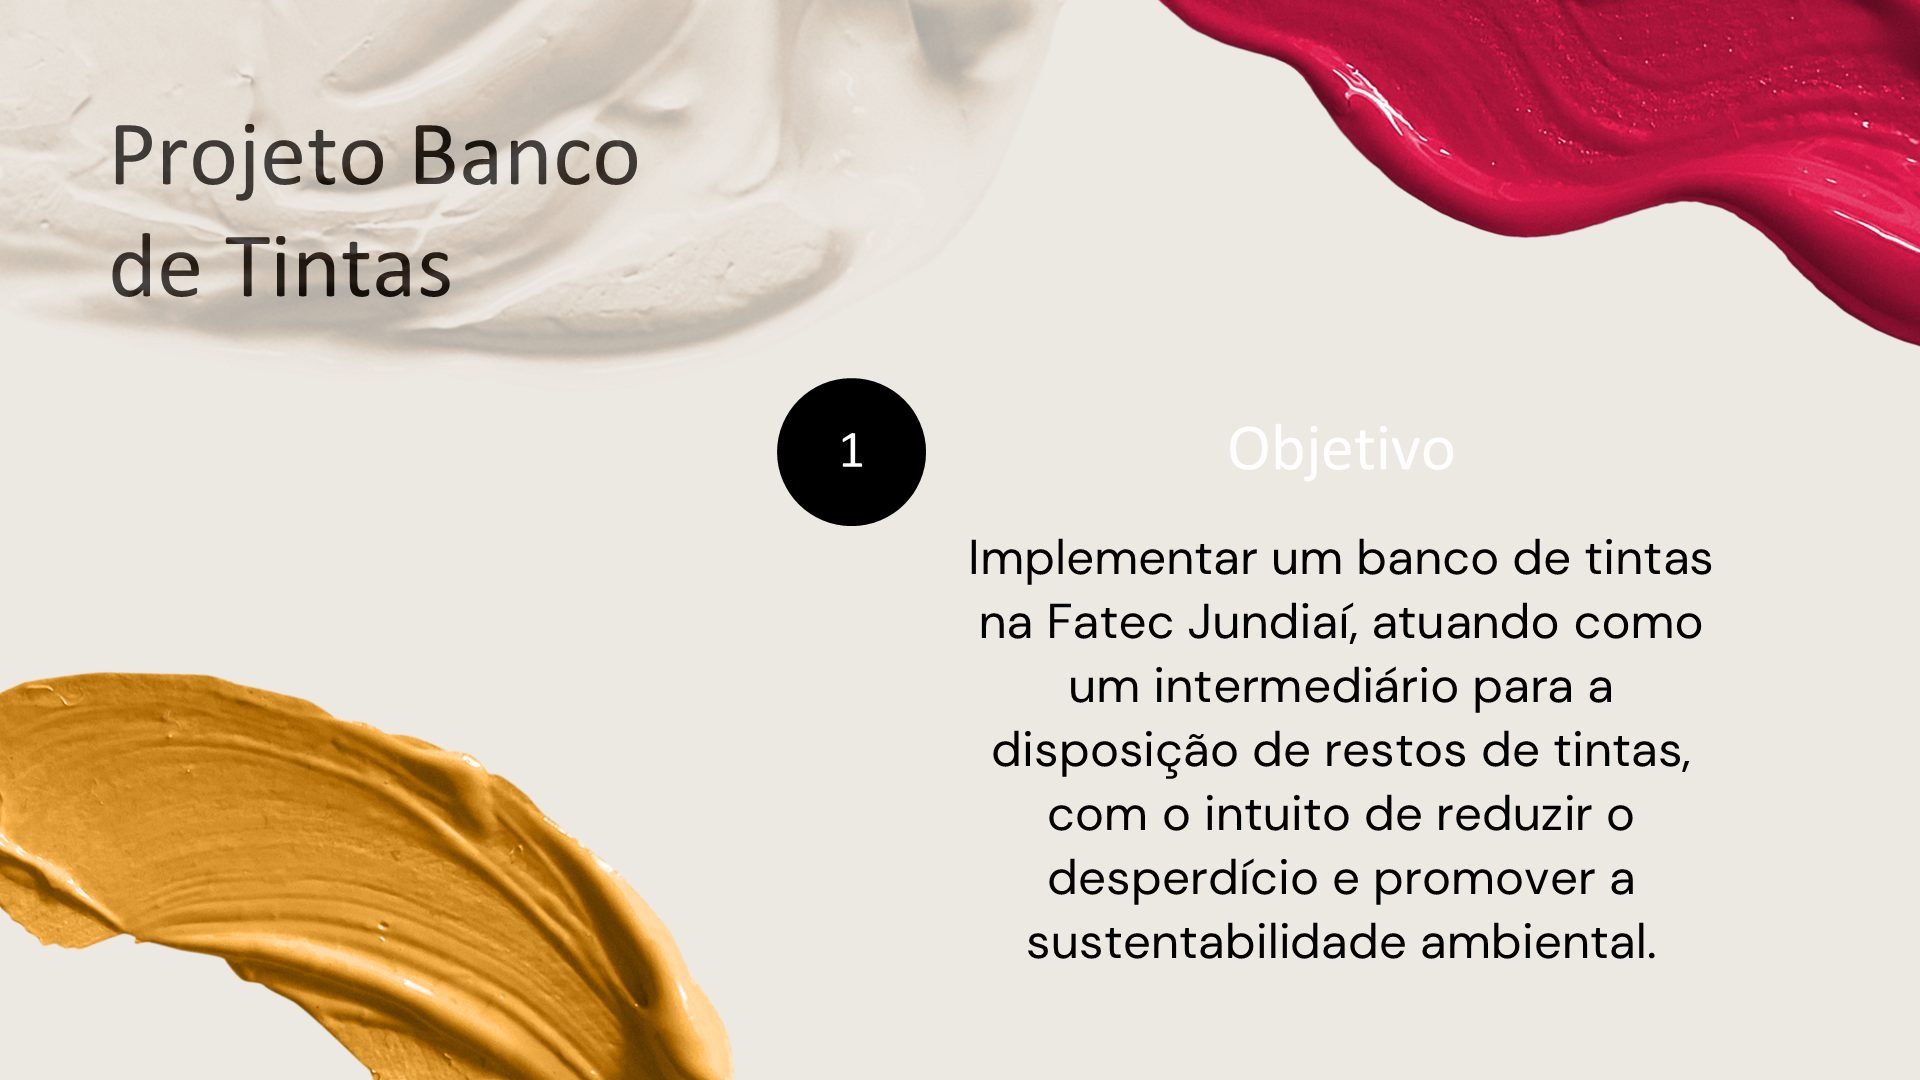 Projeto Banco
de Tintas
1
Objetivo
Implementar um banco de tintas
na Fatec Jundiaí, atuando como
um intermediário para a
disposição de restos de tintas,
com o intuito de reduzir o
desperdício e promover a
sustentabilidade ambiental.